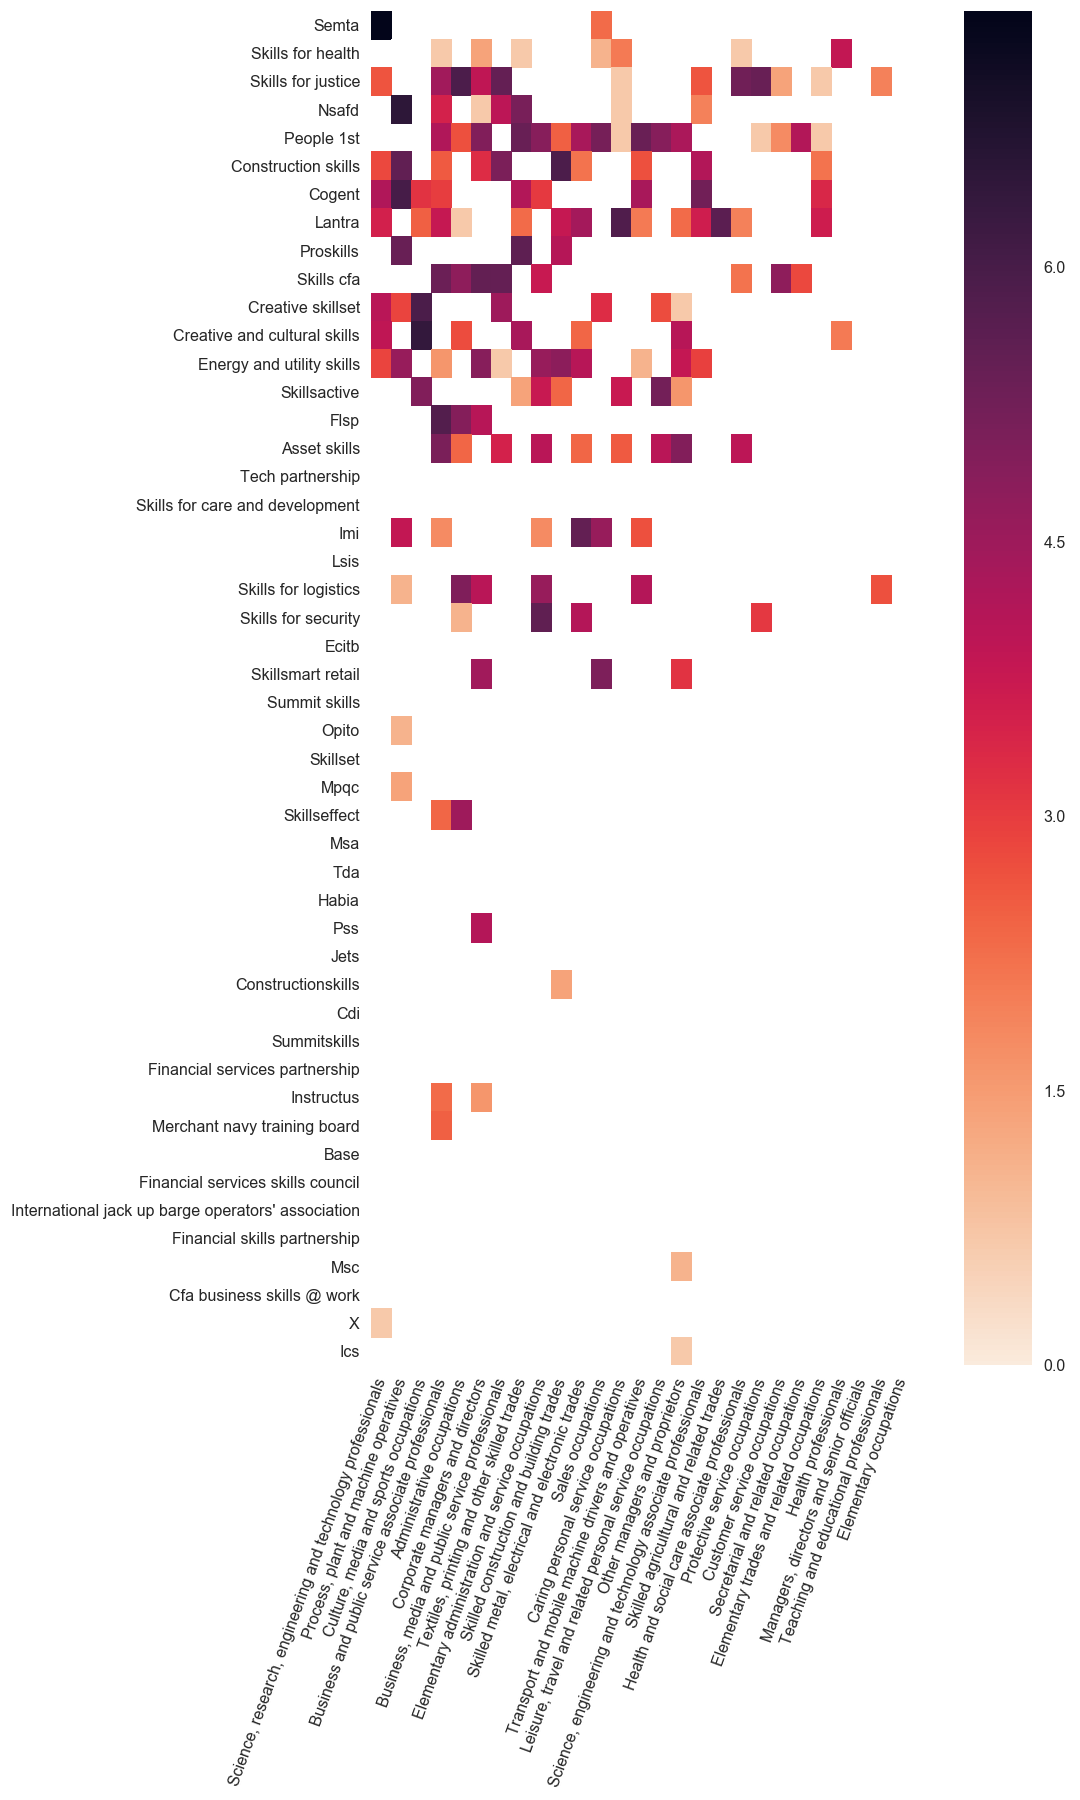 Semta
Skills for health
Skills for justice
Nsafd
People 1st
Construction skills
Cogent
Lantra
Proskills
Skills cfa
Creative skillset
Creative and cultural skills
Energy and utility skills
Skillsactive
Flsp
Asset skills
Tech partnership
Skills for care and development
Imi
Lsis
Skills for logistics
Skills for security
Ecitb
Skillsmart retail
Summit skills
Opito
Skillset
Mpqc
Skillseffect
Msa
Tda
Habia
Pss
Jets
Constructionskills
Cdi
Summitskills
Financial services partnership
Instructus
Merchant navy training board
Base
Financial services skills council
International jack up barge operators' association
Financial skills partnership
Msc
Cfa business skills @ work
X
Ics
Science, research, engineering and technology professionals
Process, plant and machine operatives
Culture, media and sports occupations
Business and public service associate professionals
Administrative occupations
Corporate managers and directors
Business, media and public service professionals
Textiles, printing and other skilled trades
Elementary administration and service occupations
Skilled construction and building trades
Skilled metal, electrical and electronic trades
Sales occupations
Caring personal service occupations
Transport and mobile machine drivers and operatives
Leisure, travel and related personal service occupations
Other managers and proprietors
Science, engineering and technology associate professionals
Skilled agricultural and related trades
Health and social care associate professionals
Protective service occupations
Customer service occupations
Secretarial and related occupations
Elementary trades and related occupations
Health professionals
Managers, directors and senior officials
Teaching and educational professionals
Elementary occupations
6.0
4.5
3.0
1.5
0.0